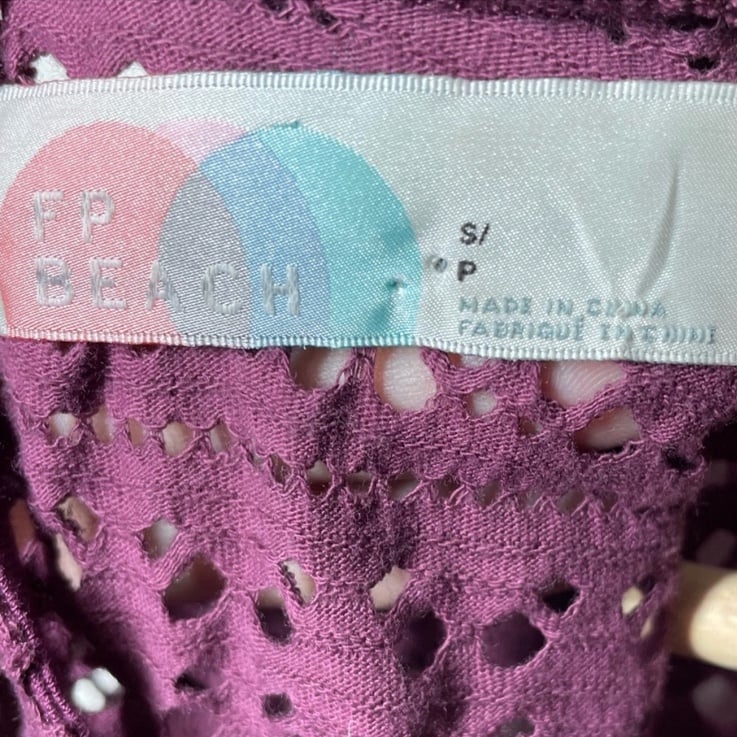 FP
BEACH
S/
P
MADE IN CHINA
FABRIQUÉ EN CHINE